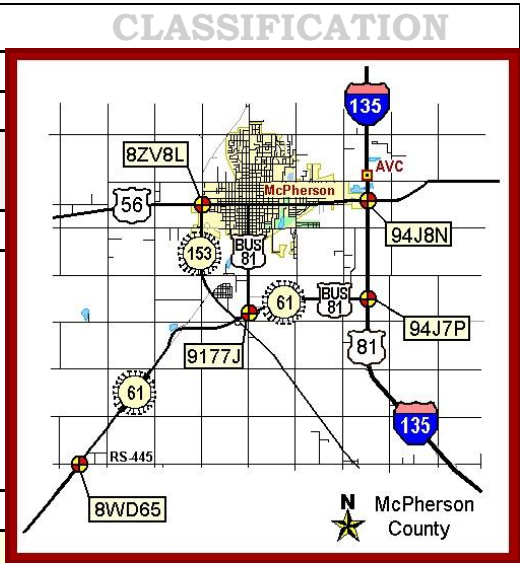 CLASSIFICATION
135
8ZV8L
AVC
McPherson
56
94J8N
153
BUS
81
61
BUS
81
94J7P
9177J
81
61
135
RS-445
8WD65
N McPherson
County